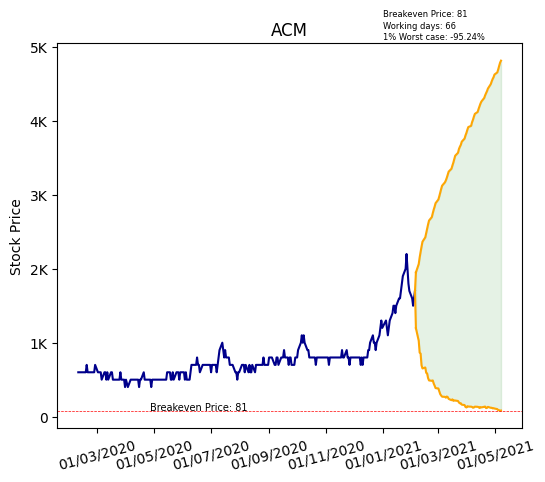 Breakeven Price: 81
Working days: 66
1% Worst case: -95.24%
ACM
5K
4K
3K
2K
1K
0
Stock Price
Breakeven Price: 81
01/03/2020
01/05/2020
01/07/2020
01/09/2020
01/11/2020
01/01/2021
01/03/2021
01/05/2021